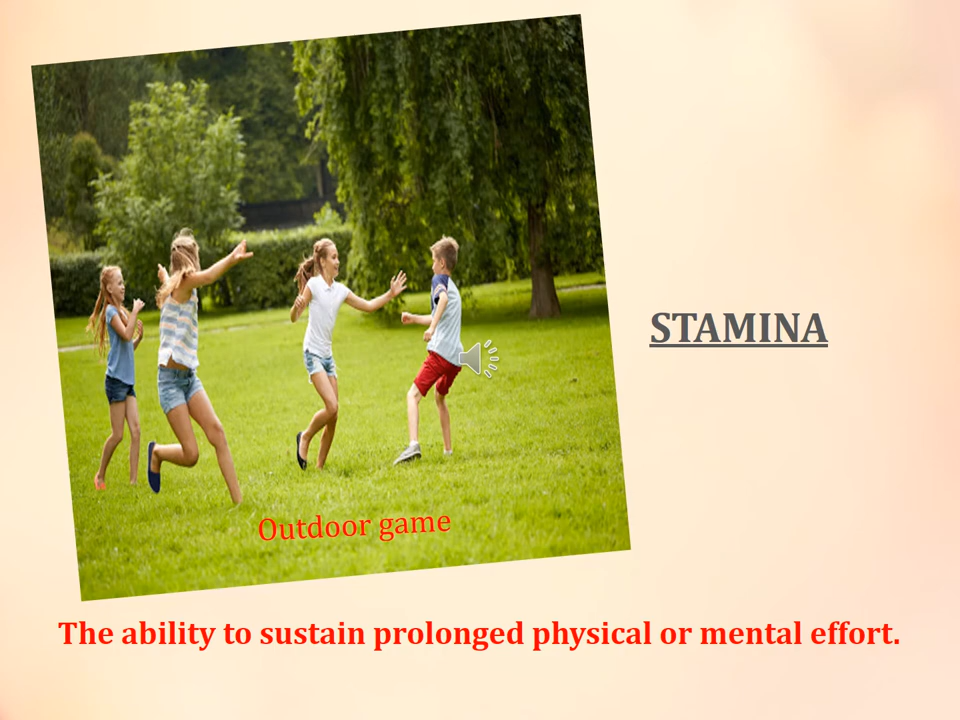 STAMINA
Outdoor game
The ability to sustain prolonged physical or mental effort.